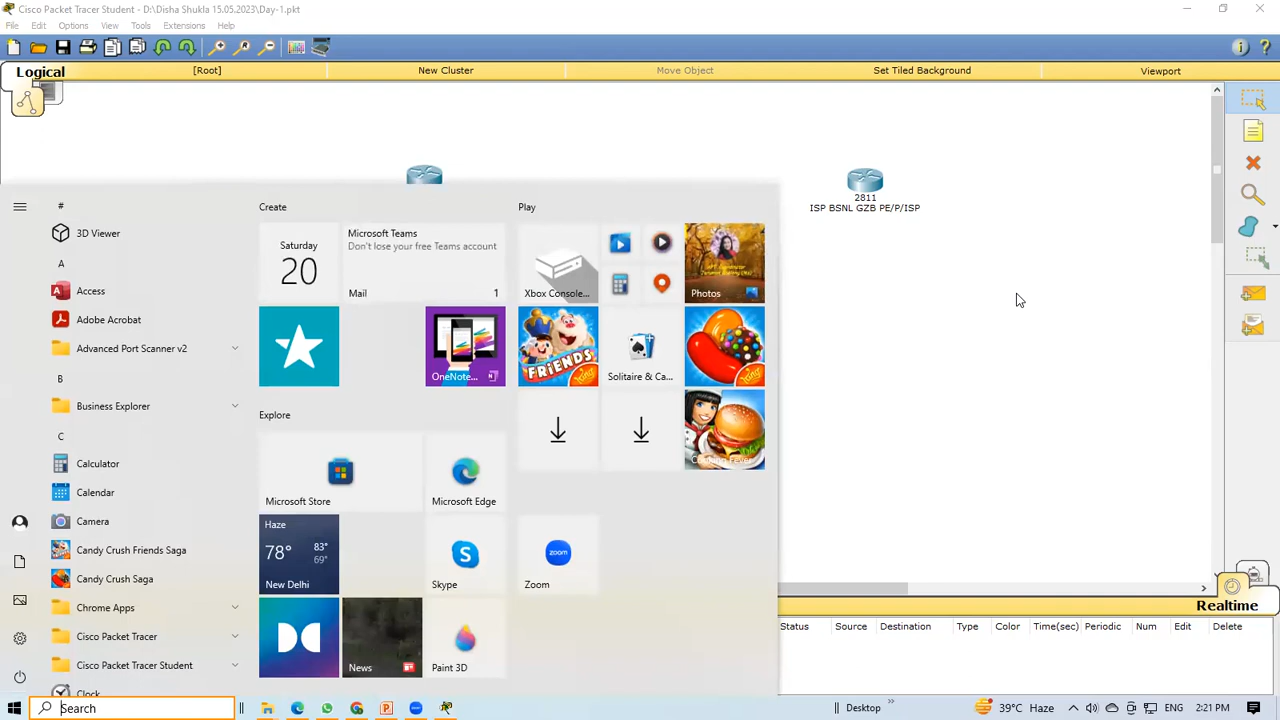 Cisco Packet Tracer Student - D:\Disha Shukla 15.05.2023\Day-1.pkt
File Edit Options View Tools Extensions Help
Logical [Root] New Cluster Move Object Set Tiled Background Viewport
2811
ISP BSNL GZB PE/P/ISP
#
3D Viewer
A
Access
Adobe Acrobat
Advanced Port Scanner v2
B
Business Explorer
C
Calculator
Calendar
Camera
Candy Crush Friends Saga
Candy Crush Saga
Chrome Apps
Cisco Packet Tracer
Cisco Packet Tracer Student
Clock
Create
Saturday
20
Microsoft Teams
Don't lose your free Teams account
Mail 1
OneNote...
Explore
Microsoft Store
Microsoft Edge
Haze
78° 83°
69°
New Delhi
Skype
Zoom
zoom
News
Paint 3D
Play
Xbox Console...
Photos
FRIENDS
King
Solitaire & Ca...
King
Cooking Fever
Realtime
Status Source Destination Type Color Time(sec) Periodic Num Edit Delete
Search
Desktop
39°C Haze
ENG
2:21 PM